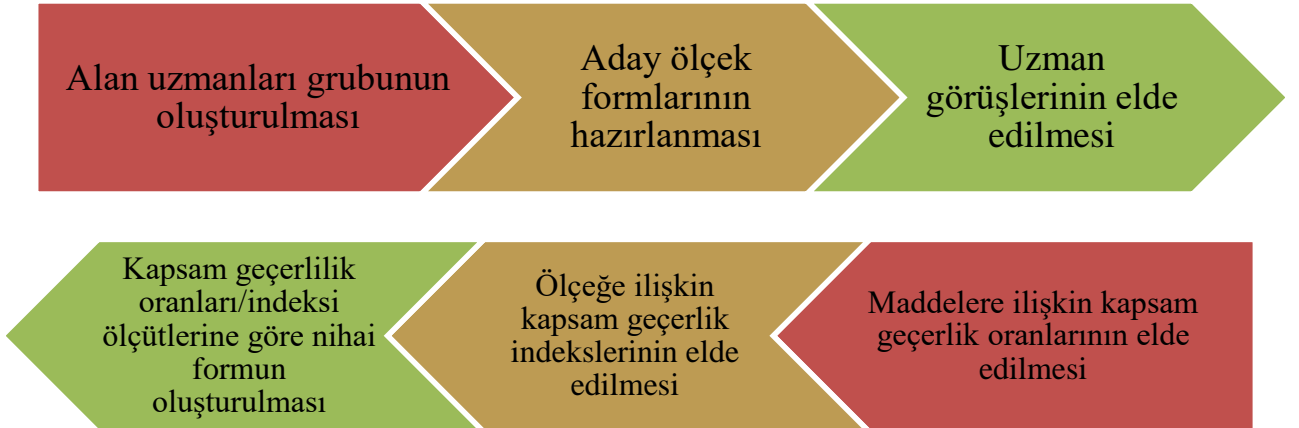 Alan uzmanları grubunun
oluşturulması
Aday ölçek
formlarının
hazırlanması
Uzman
görüşlerinin elde
edilmesi
Maddelere ilişkin kapsam
geçerlik oranlarının elde
edilmesi
Ölçeğe ilişkin
kapsam geçerlik
indekslerinin elde
edilmesi
Kapsam geçerlilik
oranları/indeksi
ölçütlerine göre nihai
formun
oluşturulması